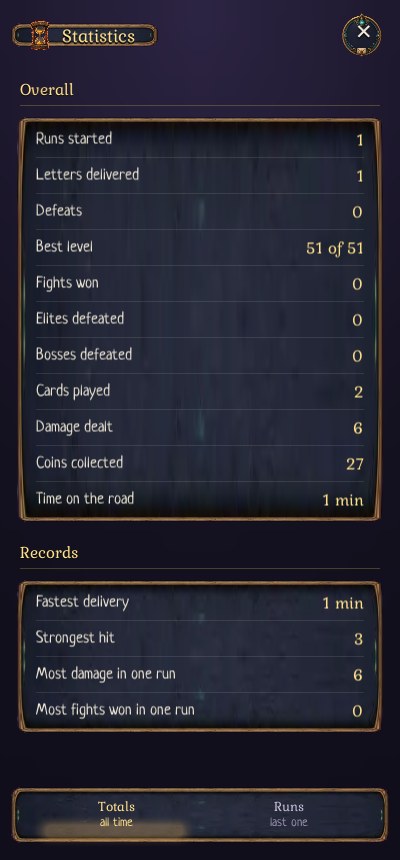 Statistics
Overall
Runs started 1
Letters delivered 1
Defeats 0
Best level 51 of 51
Fights won 0
Elites defeated 0
Bosses defeated 0
Cards played 2
Damage dealt 6
Coins collected 27
Time on the road 1 min
Records
Fastest delivery 1 min
Strongest hit 3
Most damage in one run 6
Most fights won in one run 0
Totals Runs
all time last one